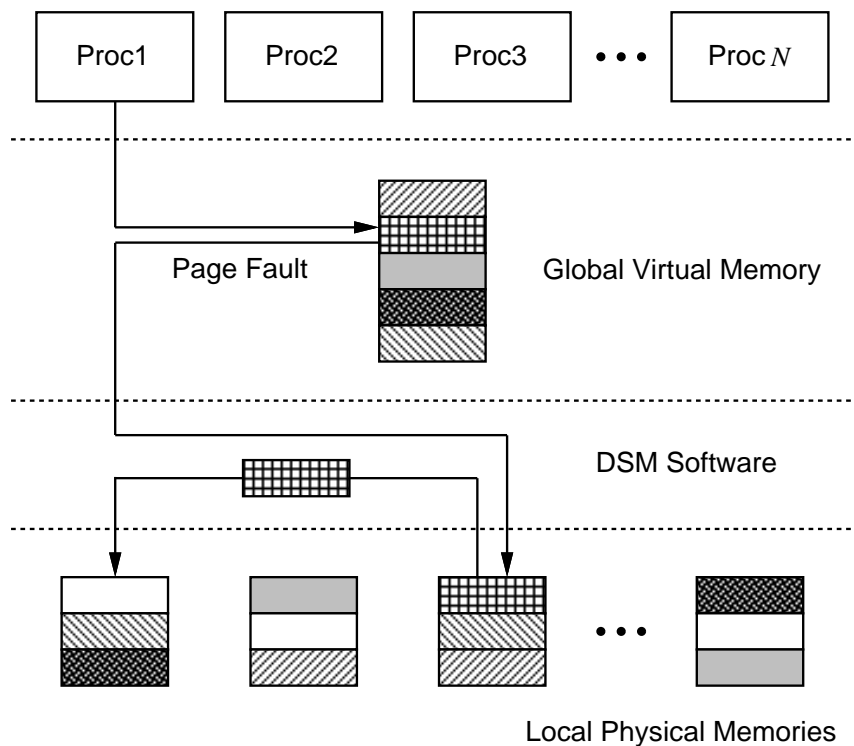 Proc1
Proc2
Proc3
Proc N
Page Fault
Global Virtual Memory
DSM Software
Local Physical Memories